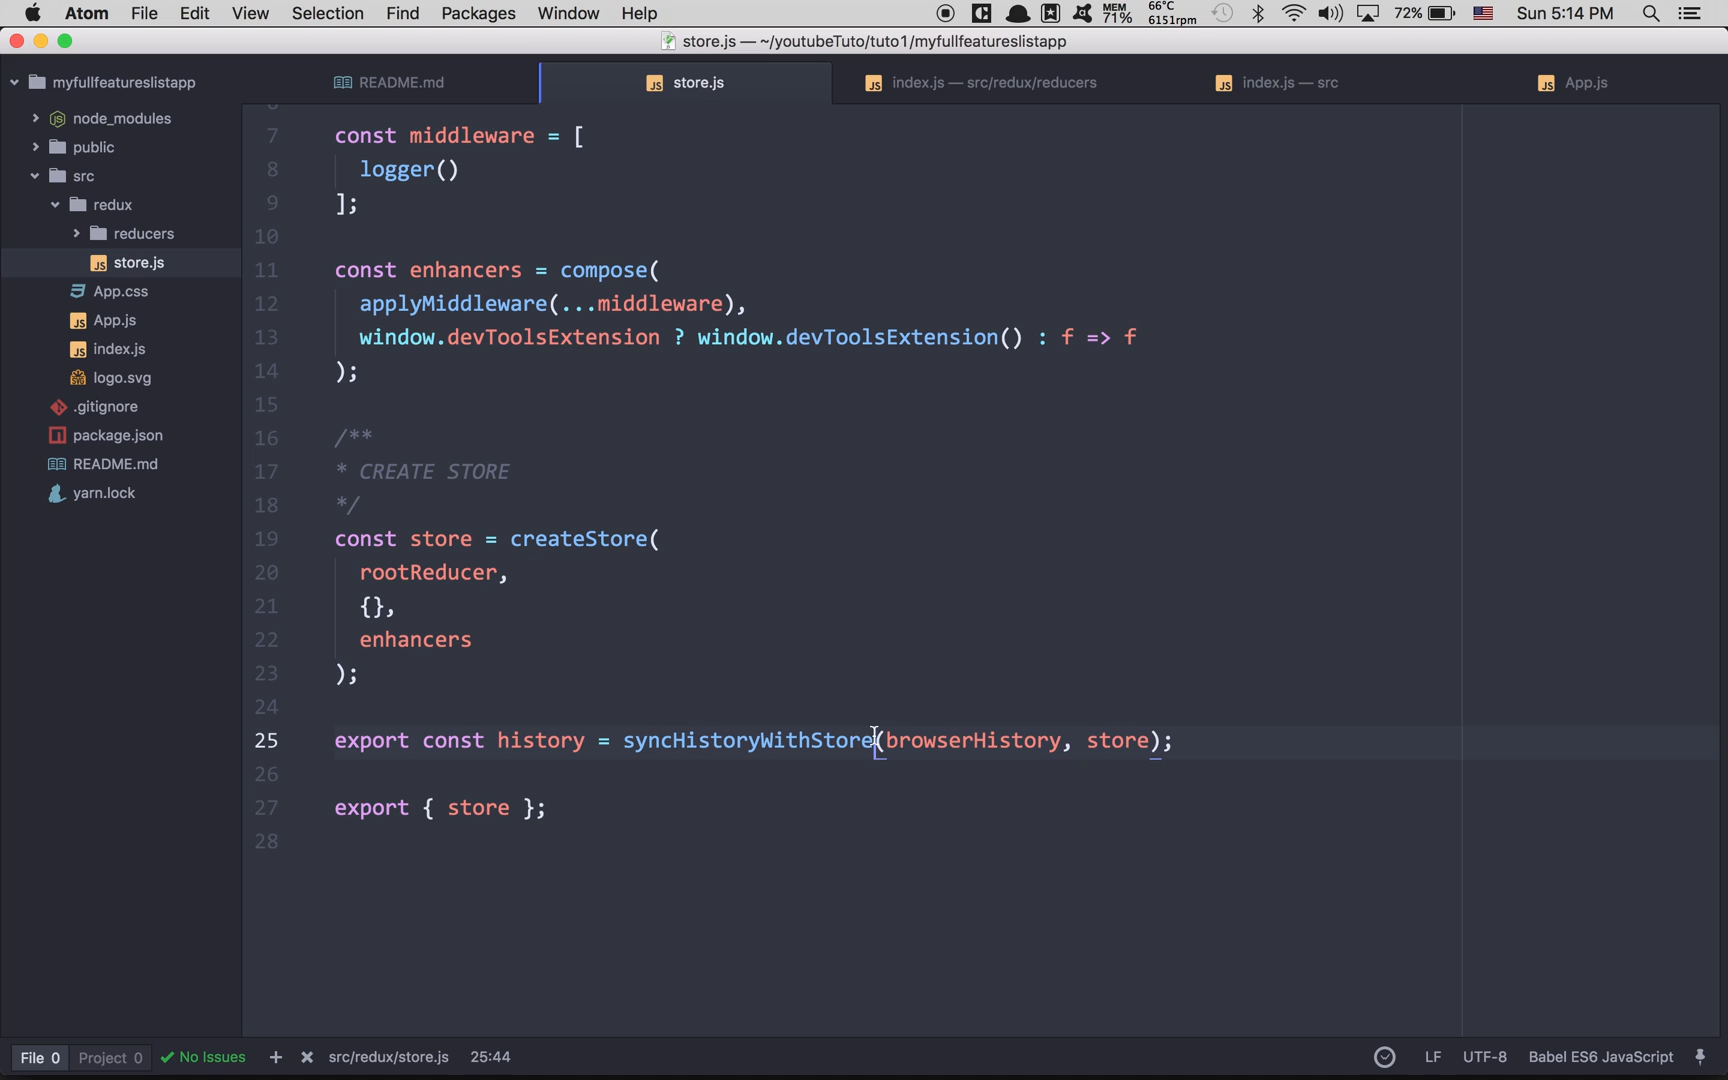 Atom File Edit View Selection Find Packages Window Help MEM 71% 66°C 6151rpm 72% Sun 5:14 PM
store.js — ~/youtubeTuto/tuto1/myfullfeatureslistapp
myfullfeatureslistapp
node_modules
public
src
redux
reducers
store.js
App.css
App.js
index.js
logo.svg
.gitignore
package.json
README.md
yarn.lock
README.md store.js index.js — src/redux/reducers index.js — src App.js
7 const middleware = [
8 logger()
9 ];
10
11 const enhancers = compose(
12 applyMiddleware(...middleware),
13 window.devToolsExtension ? window.devToolsExtension() : f => f
14 );
15
16 /**
17 * CREATE STORE
18 */
19 const store = createStore(
20 rootReducer,
21 {},
22 enhancers
23 );
24
25 export const history = syncHistoryWithStore(browserHistory, store);
26
27 export { store };
28
File 0 Project 0 No Issues src/redux/store.js 25:44 LF UTF-8 Babel ES6 JavaScript